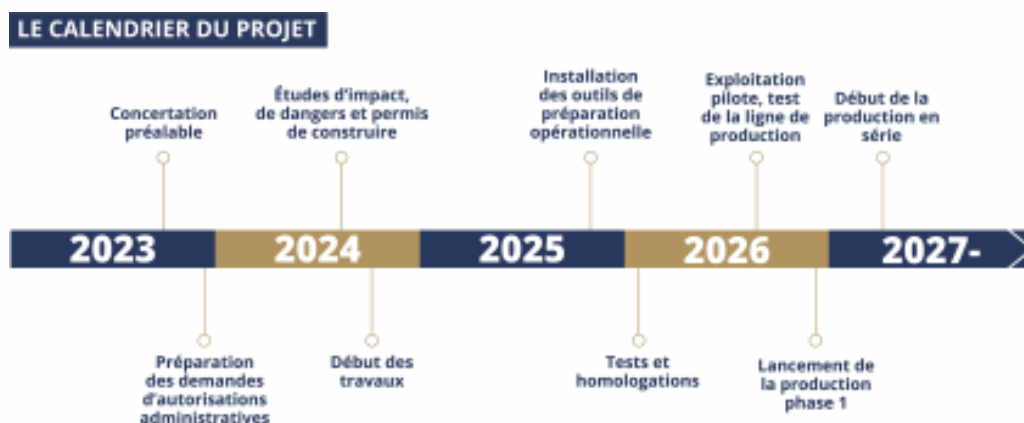 LE CALENDRIER DU PROJET
Concertation
préalable
Études d'impact,
de dangers et permis
de construire
Installation
des outils de
préparation
opérationnelle
Exploitation
pilote, test
de la ligne de
production
Début de la
production en
série
2023
2024
2025
2026
2027-
Préparation
des demandes
d'autorisations
administratives
Début des
travaux
Tests et
homologations
Lancement de
la production
phase 1